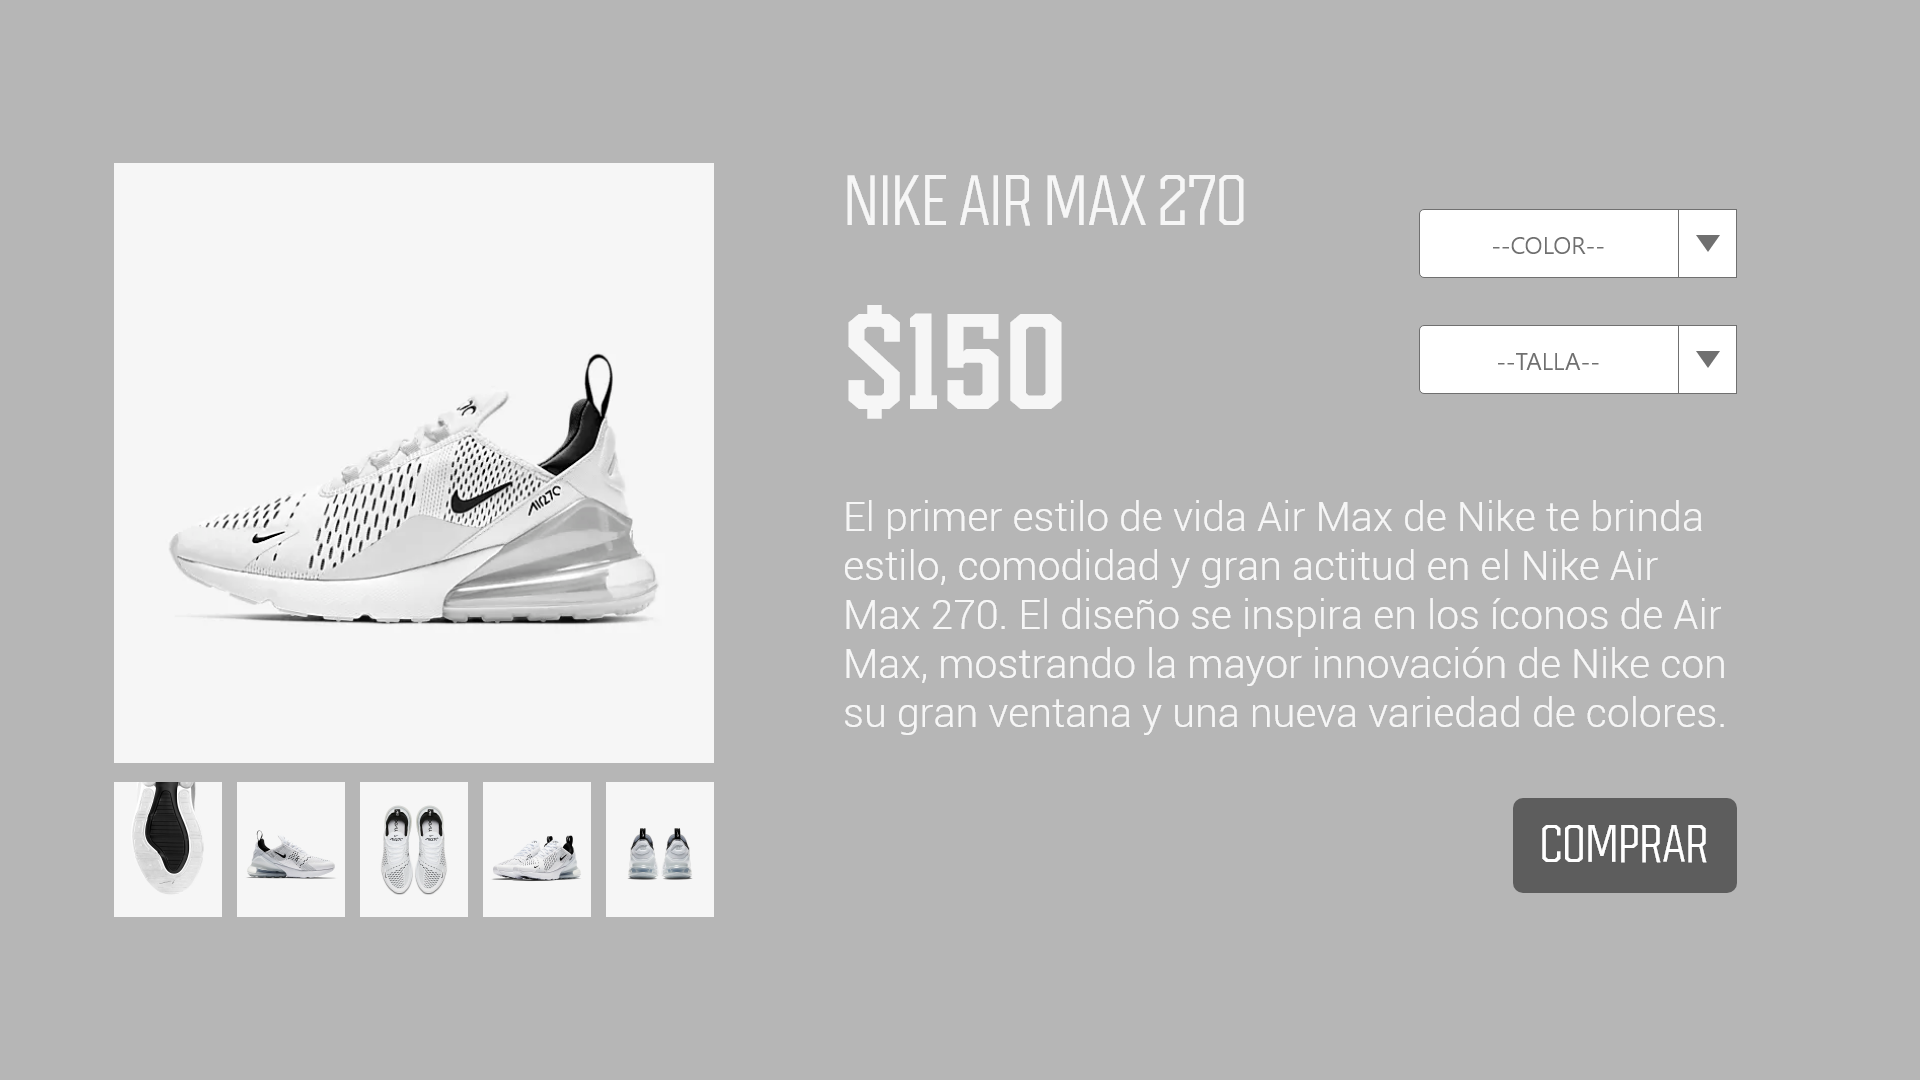 NIKE AIR MAX 270
$150
--COLOR--
--TALLA--
El primer estilo de vida Air Max de Nike te brinda
estilo, comodidad y gran actitud en el Nike Air
Max 270. El diseño se inspira en los íconos de Air
Max, mostrando la mayor innovación de Nike con
su gran ventana y una nueva variedad de colores.
COMPRAR
AIR270